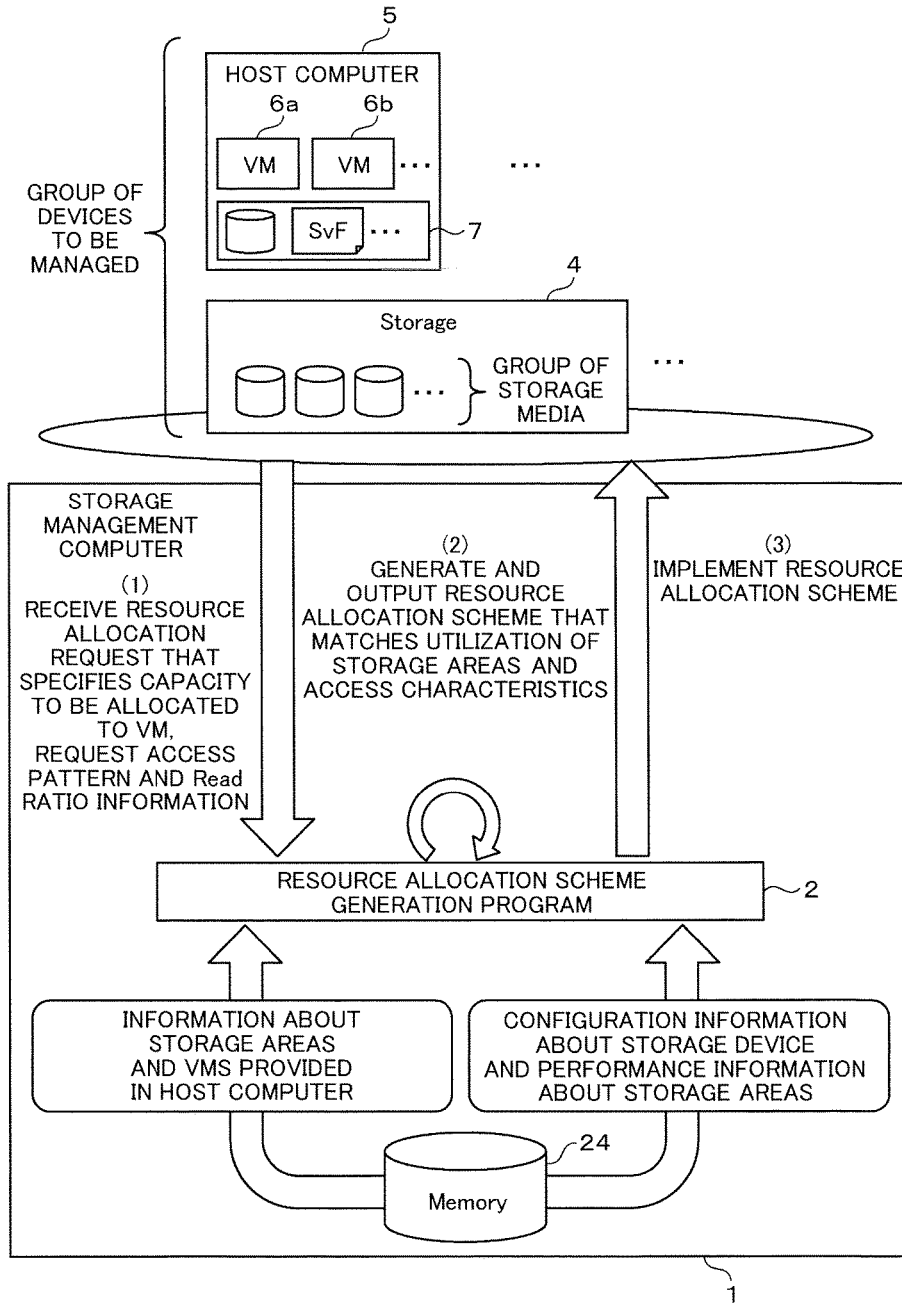 5
HOST COMPUTER
6a
6b
VM
VM
...
...
GROUP OF
DEVICES
TO BE
MANAGED
SvF
...
7
4
Storage
...
GROUP OF
STORAGE
MEDIA
...
STORAGE
MANAGEMENT
COMPUTER
(1)
RECEIVE RESOURCE
ALLOCATION
REQUEST THAT
SPECIFIES CAPACITY
TO BE ALLOCATED
TO VM,
REQUEST ACCESS
PATTERN AND Read
RATIO INFORMATION
(2)
GENERATE AND
OUTPUT RESOURCE
ALLOCATION SCHEME THAT
MATCHES UTILIZATION OF
STORAGE AREAS AND
ACCESS CHARACTERISTICS
(3)
IMPLEMENT RESOURCE
ALLOCATION SCHEME
RESOURCE ALLOCATION SCHEME
GENERATION PROGRAM
2
INFORMATION ABOUT
STORAGE AREAS
AND VMS PROVIDED
IN HOST COMPUTER
CONFIGURATION INFORMATION
ABOUT STORAGE DEVICE
AND PERFORMANCE INFORMATION
ABOUT STORAGE AREAS
24
Memory
1